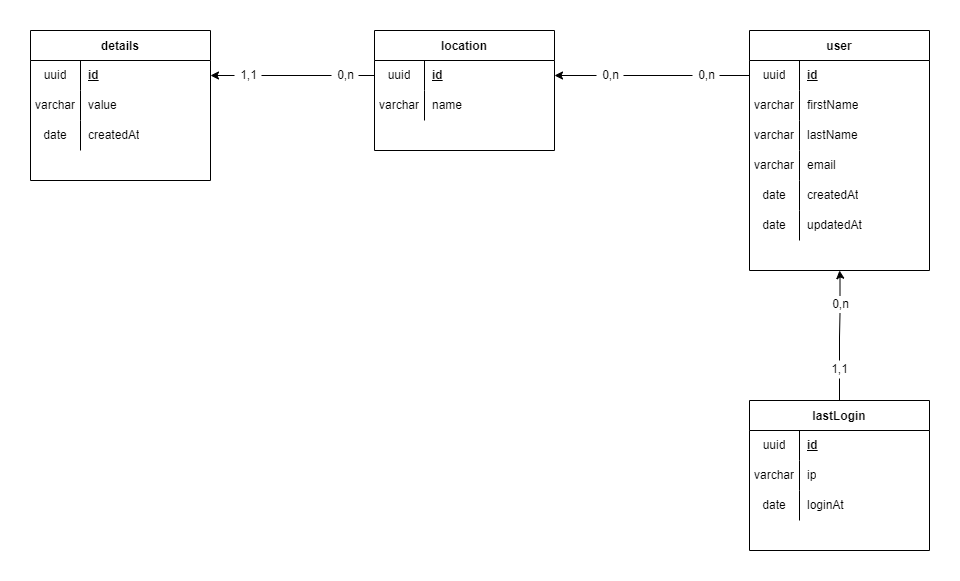 details
uuid id
varchar value
date createdAt
1,1 0,n
location
uuid id
varchar name
0,n 0,n
user
uuid id
varchar firstName
varchar lastName
varchar email
date createdAt
date updatedAt
0,n
1,1
lastLogin
uuid id
varchar ip
date loginAt